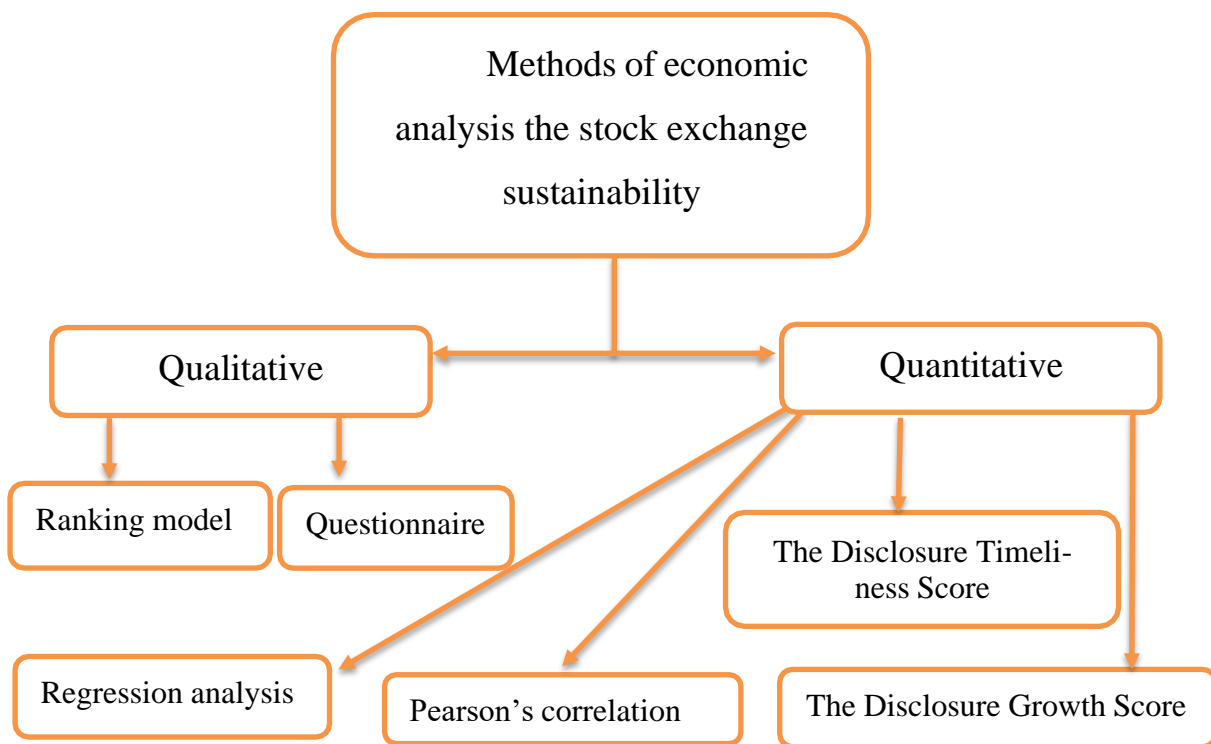 Methods of economic
analysis the stock exchange
sustainability
Qualitative
Quantitative
Ranking model
Questionnaire
The Disclosure Timeli-
ness Score
Regression analysis
Pearson’s correlation
The Disclosure Growth Score